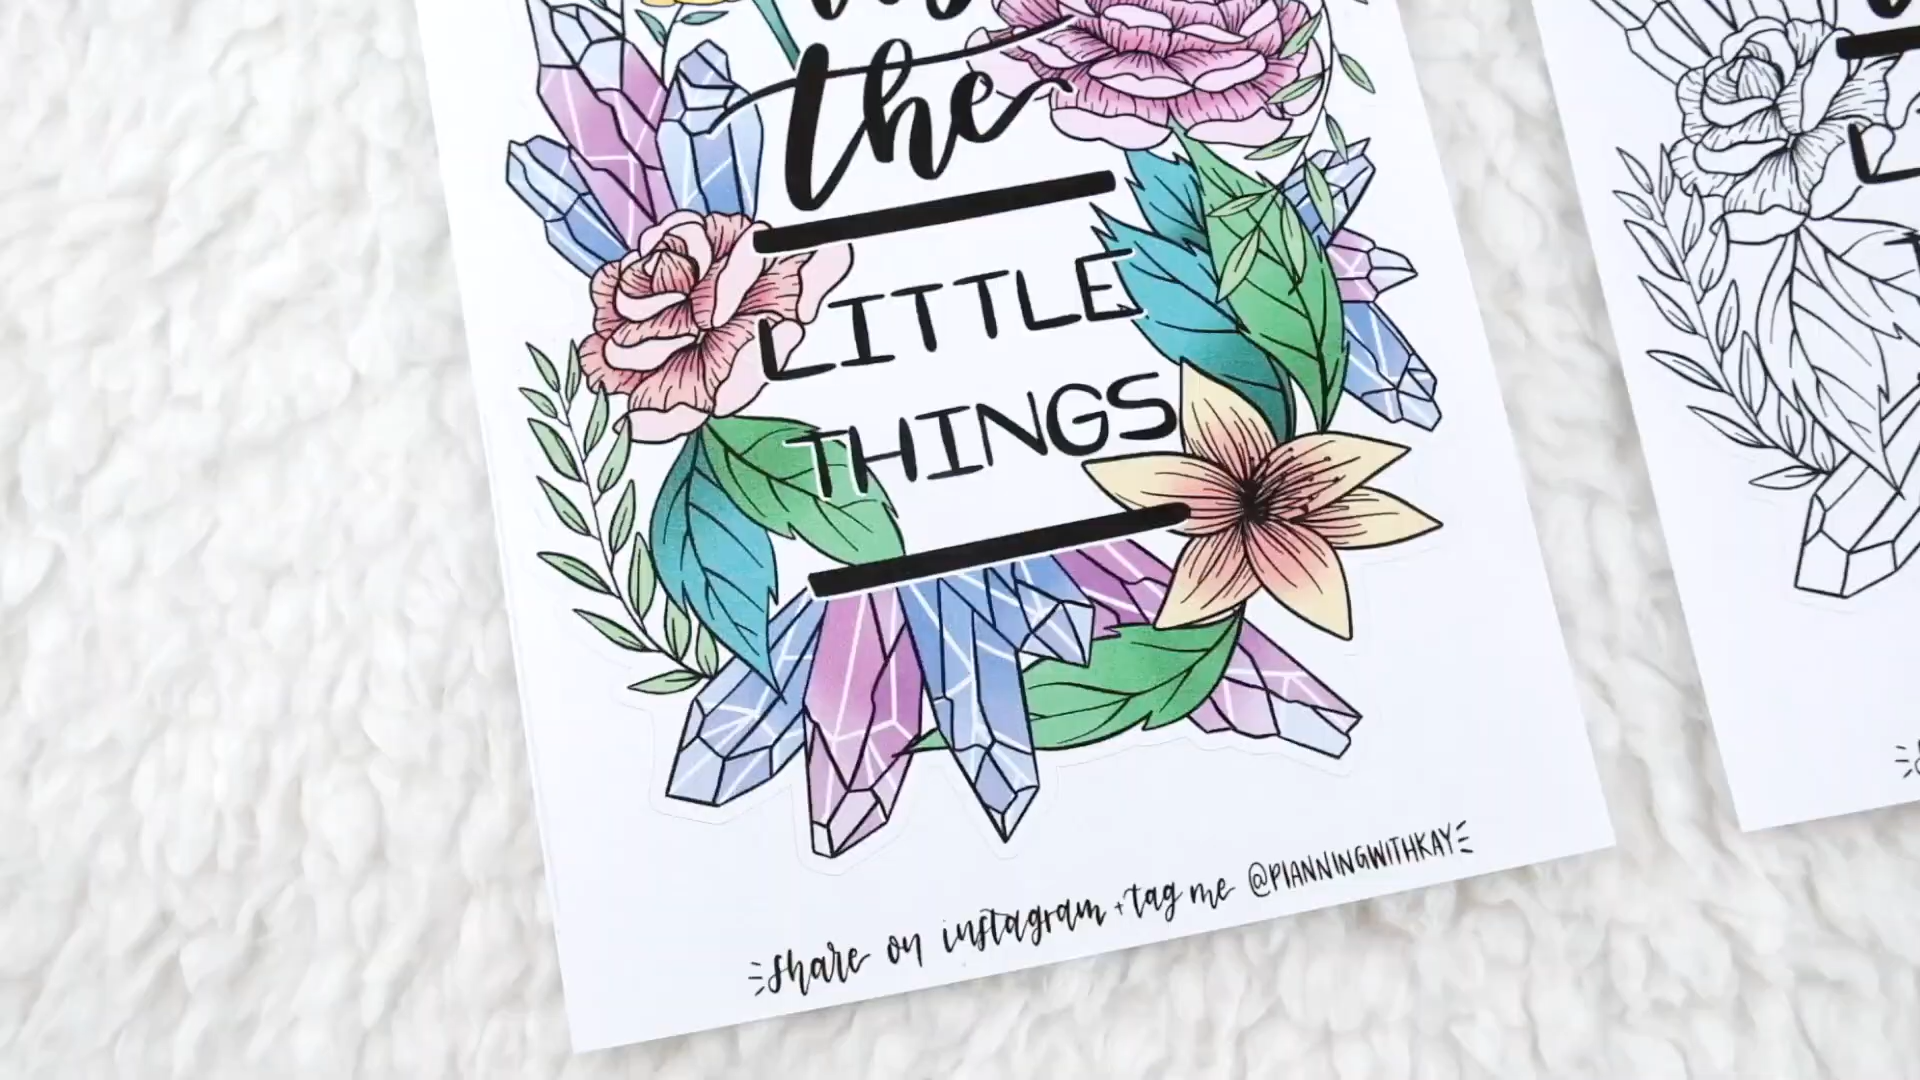 the
LITTLE
THINGS
share on instagram + tag me @PlANNINGWITHKAY